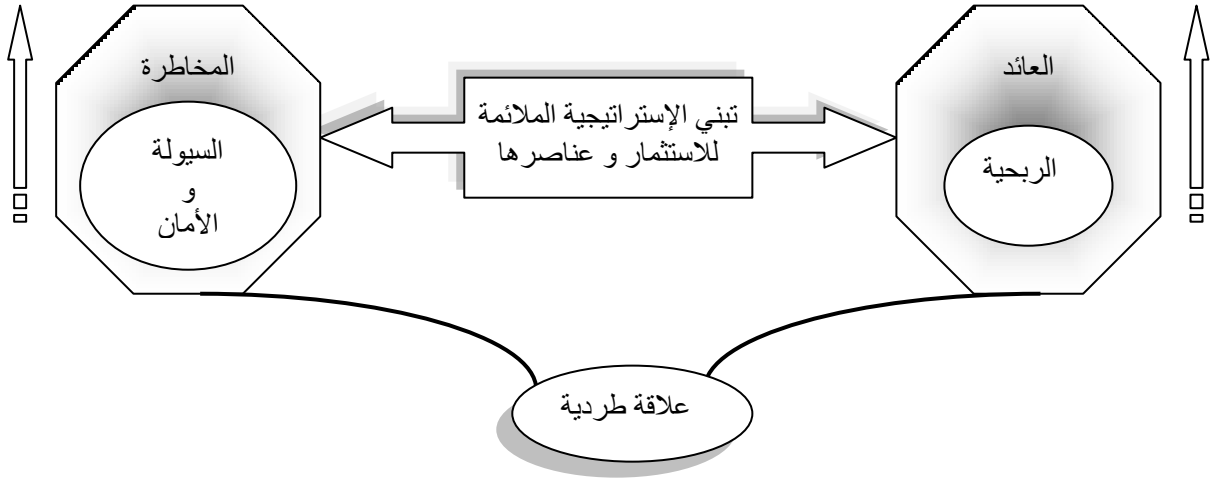 العائد
الربحية
تبني الإستراتيجية الملائمة
للاستثمار و عناصرها
المخاطرة
السيولة
و
الأمان
علاقة طردية